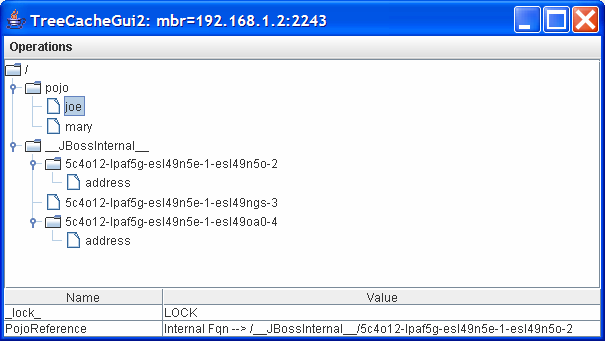 TreeCacheGui2: mbr=192.168.1.2:2243
Operations
/
pojo
joe
mary
__JBossInternal__
5c4o12-lpaf5g-esl49n5e-1-esl49n5o-2
address
5c4o12-lpaf5g-esl49n5e-1-esl49ngs-3
5c4o12-lpaf5g-esl49n5e-1-esl49oa0-4
address
Name Value
_lock_ LOCK
PojoReference Internal Fqn --> /__JBossInternal__/5c4o12-lpaf5g-esl49n5e-1-esl49n5o-2